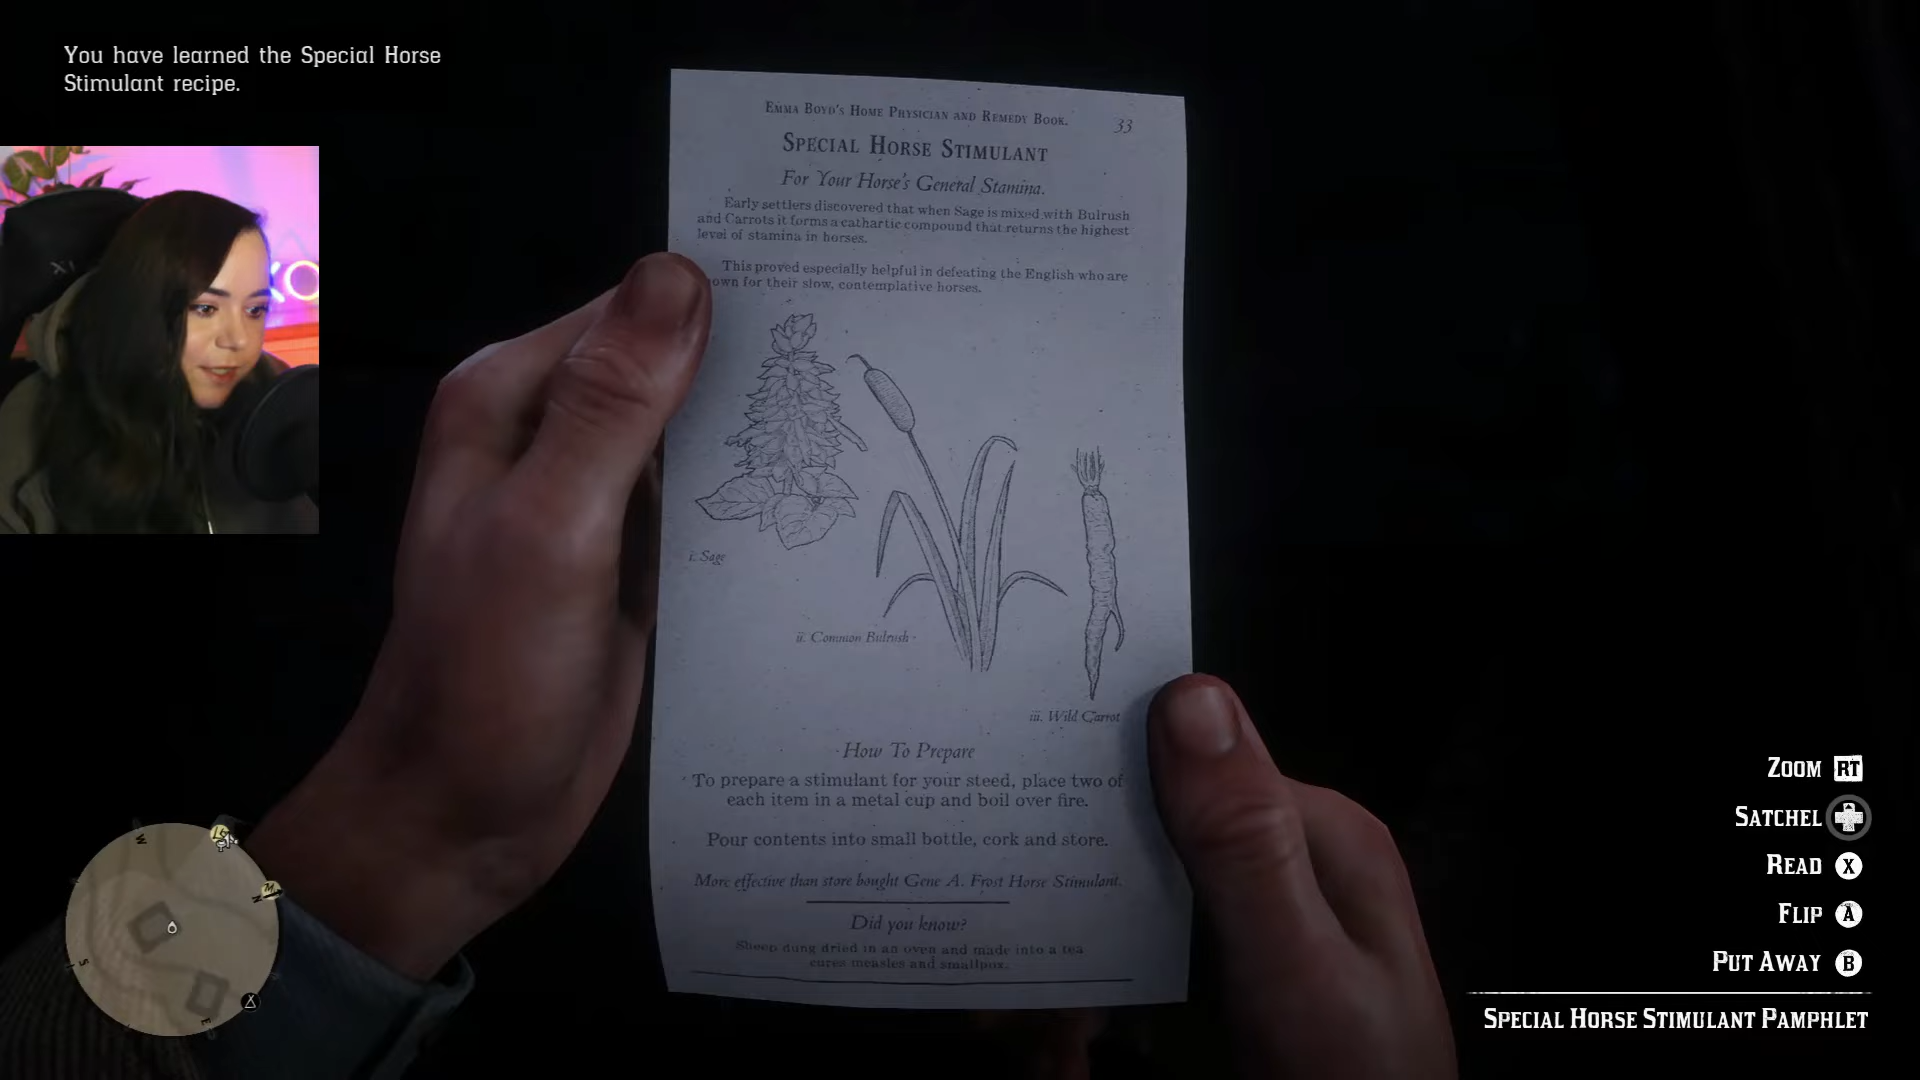 You have learned the Special Horse
Stimulant recipe.
EMMA BOYD'S HOME PHYSICIAN AND REMEDY BOOK.
33
SPECIAL HORSE STIMULANT
For Your Horse's General Stamina.
Early settlers discovered that when Sage is mixed with Bulrush
and Carrots it forms a cathartic compound that returns the highest
level of stamina in horses.
This proved especially helpful in defeating the English who are
own for their slow, contemplative horses.
i. Sage
ii. Common Bulrush
iii. Wild Carrot
How To Prepare
To prepare a stimulant for your steed, place two of
each item in a metal cup and boil over fire.
Pour contents into small bottle, cork and store.
More effective than store bought Gene A. Frost Horse Stimulant.
Did you know?
Sheep dung dried in an oven and made into a tea
cures measles and smallpox.
XO
W
N
S
E
ZOOM RT
SATCHEL
READ X
FLIP A
PUT AWAY B
SPECIAL HORSE STIMULANT PAMPHLET